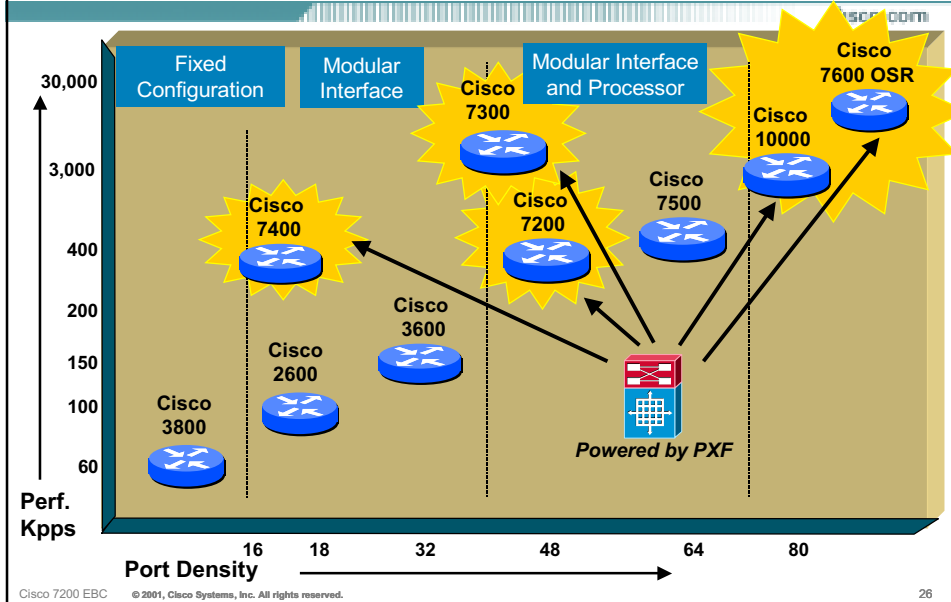 Fixed
Configuration
Modular
Interface
Modular Interface
and Processor
30,000
3,000
400
200
150
100
60
Perf.
Kpps
Cisco
7600 OSR
Cisco
10000
Cisco
7300
Cisco
7500
Cisco
7200
Cisco
7400
Cisco
3600
Cisco
2600
Cisco
3800
Powered by PXF
16 18 32 48 64 80
Port Density
Cisco 7200 EBC © 2001, Cisco Systems, Inc. All rights reserved. 26